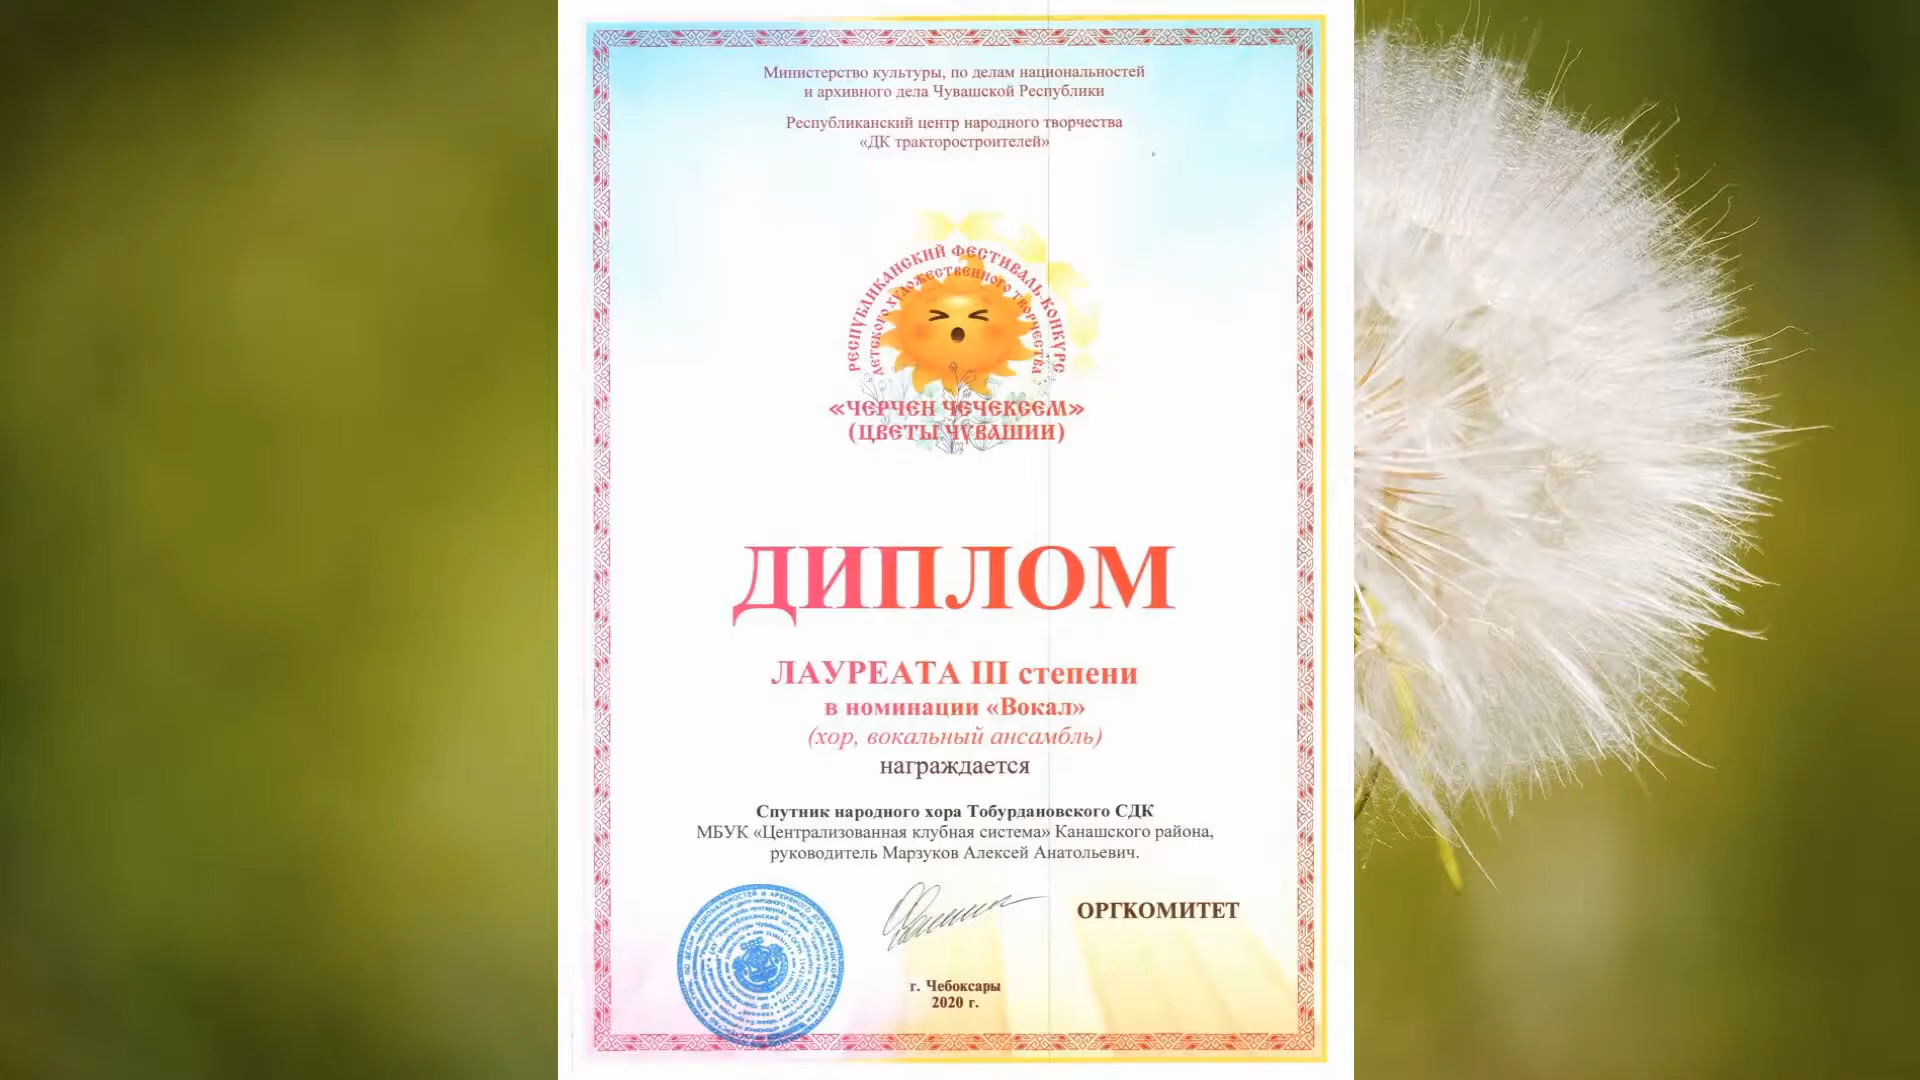 Министерство культуры, по делам национальностей
и архивного дела Чувашской Республики
Республиканский центр народного творчества
«ДК тракторостроителей»
РЕСПУБЛИКАНСКИЙ ФЕСТИВАЛЬ-КОНКУРС
ДЕТСКОГО ХУДОЖЕСТВЕННОГО ТВОРЧЕСТВА
«ЧЕРЧЕН ЧЕЧЕКСЕМ»
(ЦВЕТЫ ЧУВАШИИ)
ДИПЛОМ
ЛАУРЕАТА III степени
в номинации «Вокал»
(хор, вокальный ансамбль)
награждается
Спутник народного хора Тобурдановского СДК
МБУК «Централизованная клубная система» Канашского района,
руководитель Марзуков Алексей Анатольевич.
ОРГКОМИТЕТ
г. Чебоксары
2020 г.